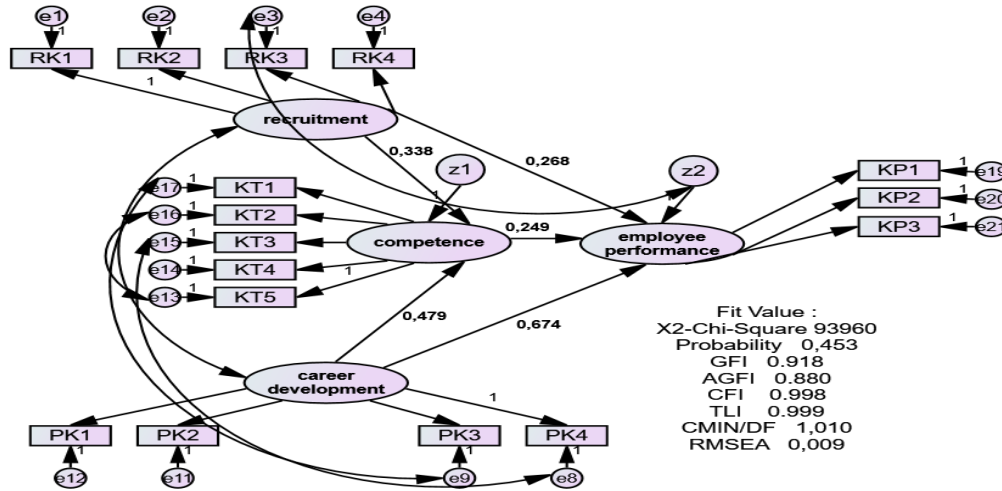 e1 e2 e3 e4
1 1 1 1
RK1 RK2 RK3 RK4
1
recruitment
0,338
0,268
z1
z2
1
e17 1 KT1
e16 1 KT2
e15 1 KT3
e14 1 KT4
e13 1 KT5
1
competence
0,249
employee
performance
KP1 1 e19
KP2 1 e20
KP3 1 e21
0,479
0,674
career
development
1
PK1 PK2 PK3 PK4
1 1 1 1
e12 e11 e9 e8
Fit Value :
X2-Chi-Square 93960
Probability 0,453
GFI 0.918
AGFI 0.880
CFI 0.998
TLI 0.999
CMIN/DF 1,010
RMSEA 0,009